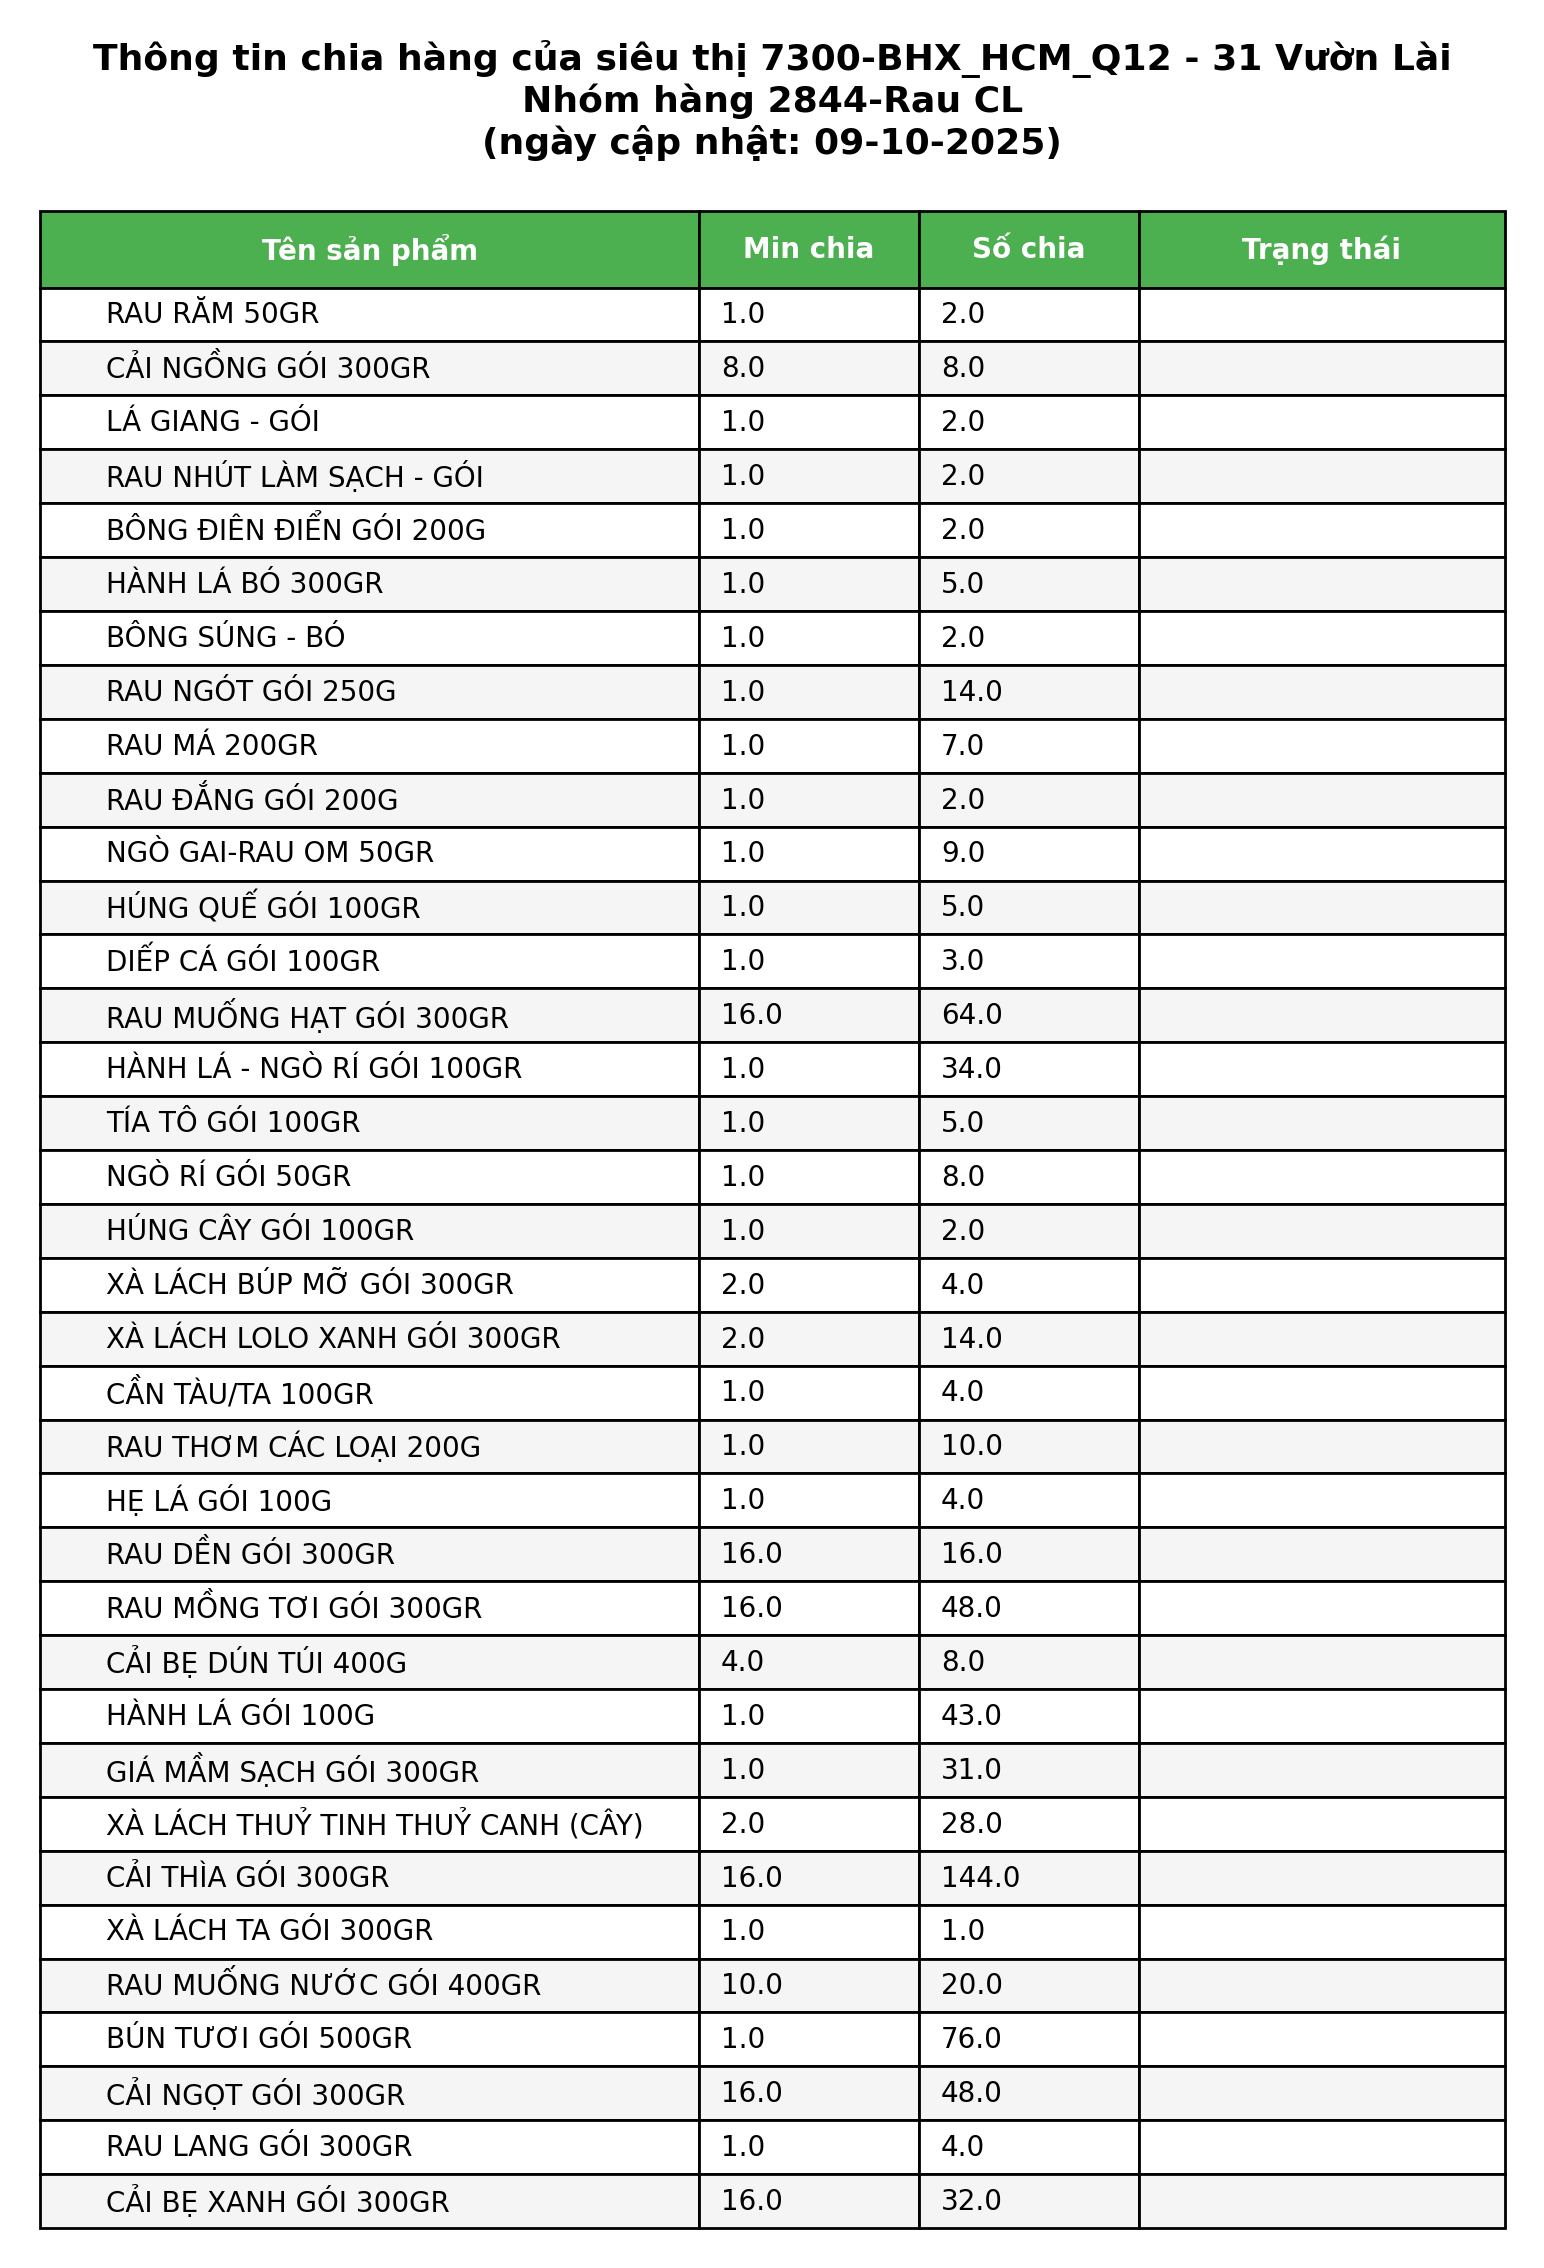 Thông tin chia hàng của siêu thị 7300-BHX_HCM_Q12 - 31 Vườn Lài
Nhóm hàng 2844-Rau CL
(ngày cập nhật: 09-10-2025)
Tên sản phẩm Min chia Số chia Trạng thái
RAU RĂM 50GR 1.0 2.0
CẢI NGỒNG GÓI 300GR 8.0 8.0
LÁ GIANG - GÓI 1.0 2.0
RAU NHÚT LÀM SẠCH - GÓI 1.0 2.0
BÔNG ĐIÊN ĐIỂN GÓI 200G 1.0 2.0
HÀNH LÁ BÓ 300GR 1.0 5.0
BÔNG SÚNG - BÓ 1.0 2.0
RAU NGÓT GÓI 250G 1.0 14.0
RAU MÁ 200GR 1.0 7.0
RAU ĐẮNG GÓI 200G 1.0 2.0
NGÒ GAI-RAU OM 50GR 1.0 9.0
HÚNG QUẾ GÓI 100GR 1.0 5.0
DIẾP CÁ GÓI 100GR 1.0 3.0
RAU MUỐNG HẠT GÓI 300GR 16.0 64.0
HÀNH LÁ - NGÒ RÍ GÓI 100GR 1.0 34.0
TÍA TÔ GÓI 100GR 1.0 5.0
NGÒ RÍ GÓI 50GR 1.0 8.0
HÚNG CÂY GÓI 100GR 1.0 2.0
XÀ LÁCH BÚP MỠ GÓI 300GR 2.0 4.0
XÀ LÁCH LOLO XANH GÓI 300GR 2.0 14.0
CẦN TÀU/TA 100GR 1.0 4.0
RAU THƠM CÁC LOẠI 200G 1.0 10.0
HẸ LÁ GÓI 100G 1.0 4.0
RAU DỀN GÓI 300GR 16.0 16.0
RAU MỒNG TƠI GÓI 300GR 16.0 48.0
CẢI BẸ DÚN TÚI 400G 4.0 8.0
HÀNH LÁ GÓI 100G 1.0 43.0
GIÁ MẦM SẠCH GÓI 300GR 1.0 31.0
XÀ LÁCH THUỶ TINH THUỶ CANH (CÂY) 2.0 28.0
CẢI THÌA GÓI 300GR 16.0 144.0
XÀ LÁCH TA GÓI 300GR 1.0 1.0
RAU MUỐNG NƯỚC GÓI 400GR 10.0 20.0
BÚN TƯƠI GÓI 500GR 1.0 76.0
CẢI NGỌT GÓI 300GR 16.0 48.0
RAU LANG GÓI 300GR 1.0 4.0
CẢI BẸ XANH GÓI 300GR 16.0 32.0